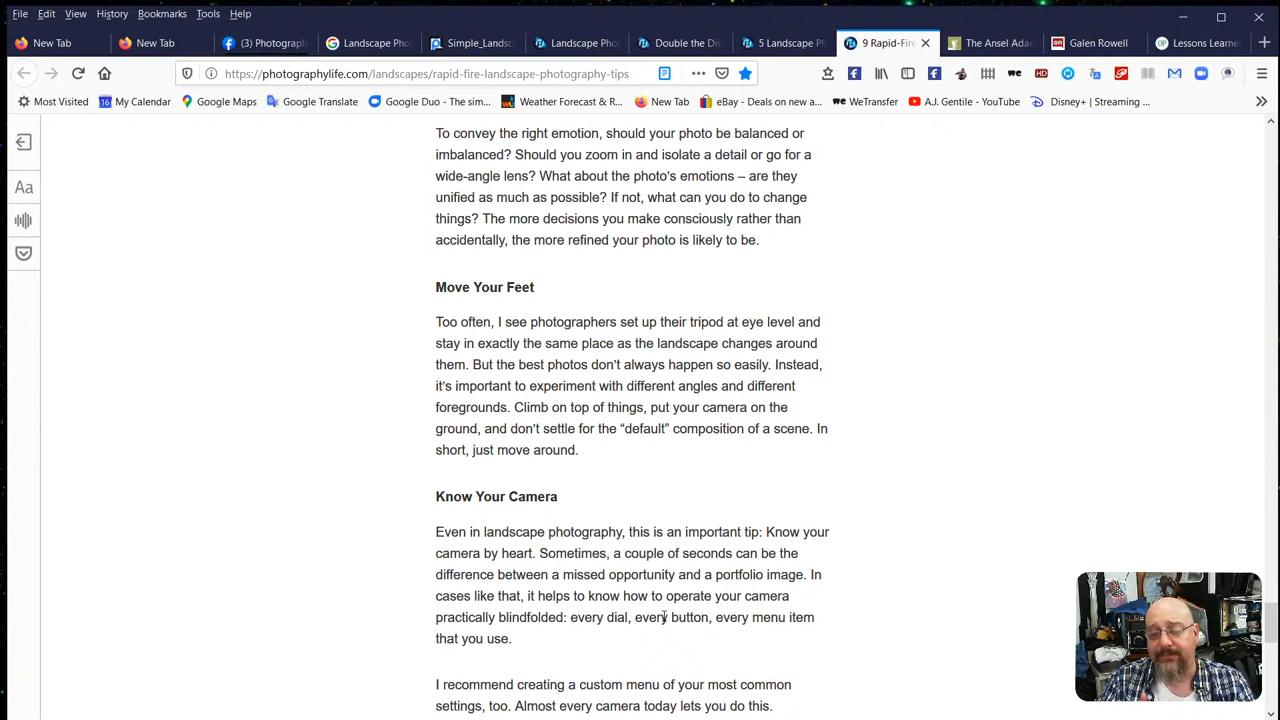 File Edit View History Bookmarks Tools Help
New Tab
New Tab
(3) Photograph
Landscape Pho
Simple_Landsc
Landscape Phot
Double the Dis
5 Landscape Ph
9 Rapid-Fire
The Ansel Adam
Galen Rowell
Lessons Learne
https://photographylife.com/landscapes/rapid-fire-landscape-photography-tips
Most Visited
My Calendar
Google Maps
Google Translate
Google Duo - The sim...
Weather Forecast & R...
New Tab
eBay - Deals on new a...
WeTransfer
A.J. Gentile - YouTube
Disney+ | Streaming ...
To convey the right emotion, should your photo be balanced or
imbalanced? Should you zoom in and isolate a detail or go for a
wide-angle lens? What about the photo's emotions – are they
unified as much as possible? If not, what can you do to change
things? The more decisions you make consciously rather than
accidentally, the more refined your photo is likely to be.
Move Your Feet
Too often, I see photographers set up their tripod at eye level and
stay in exactly the same place as the landscape changes around
them. But the best photos don't always happen so easily. Instead,
it's important to experiment with different angles and different
foregrounds. Climb on top of things, put your camera on the
ground, and don't settle for the “default” composition of a scene. In
short, just move around.
Know Your Camera
Even in landscape photography, this is an important tip: Know your
camera by heart. Sometimes, a couple of seconds can be the
difference between a missed opportunity and a portfolio image. In
cases like that, it helps to know how to operate your camera
practically blindfolded: every dial, every button, every menu item
that you use.
I recommend creating a custom menu of your most common
settings, too. Almost every camera today lets you do this.
Aa